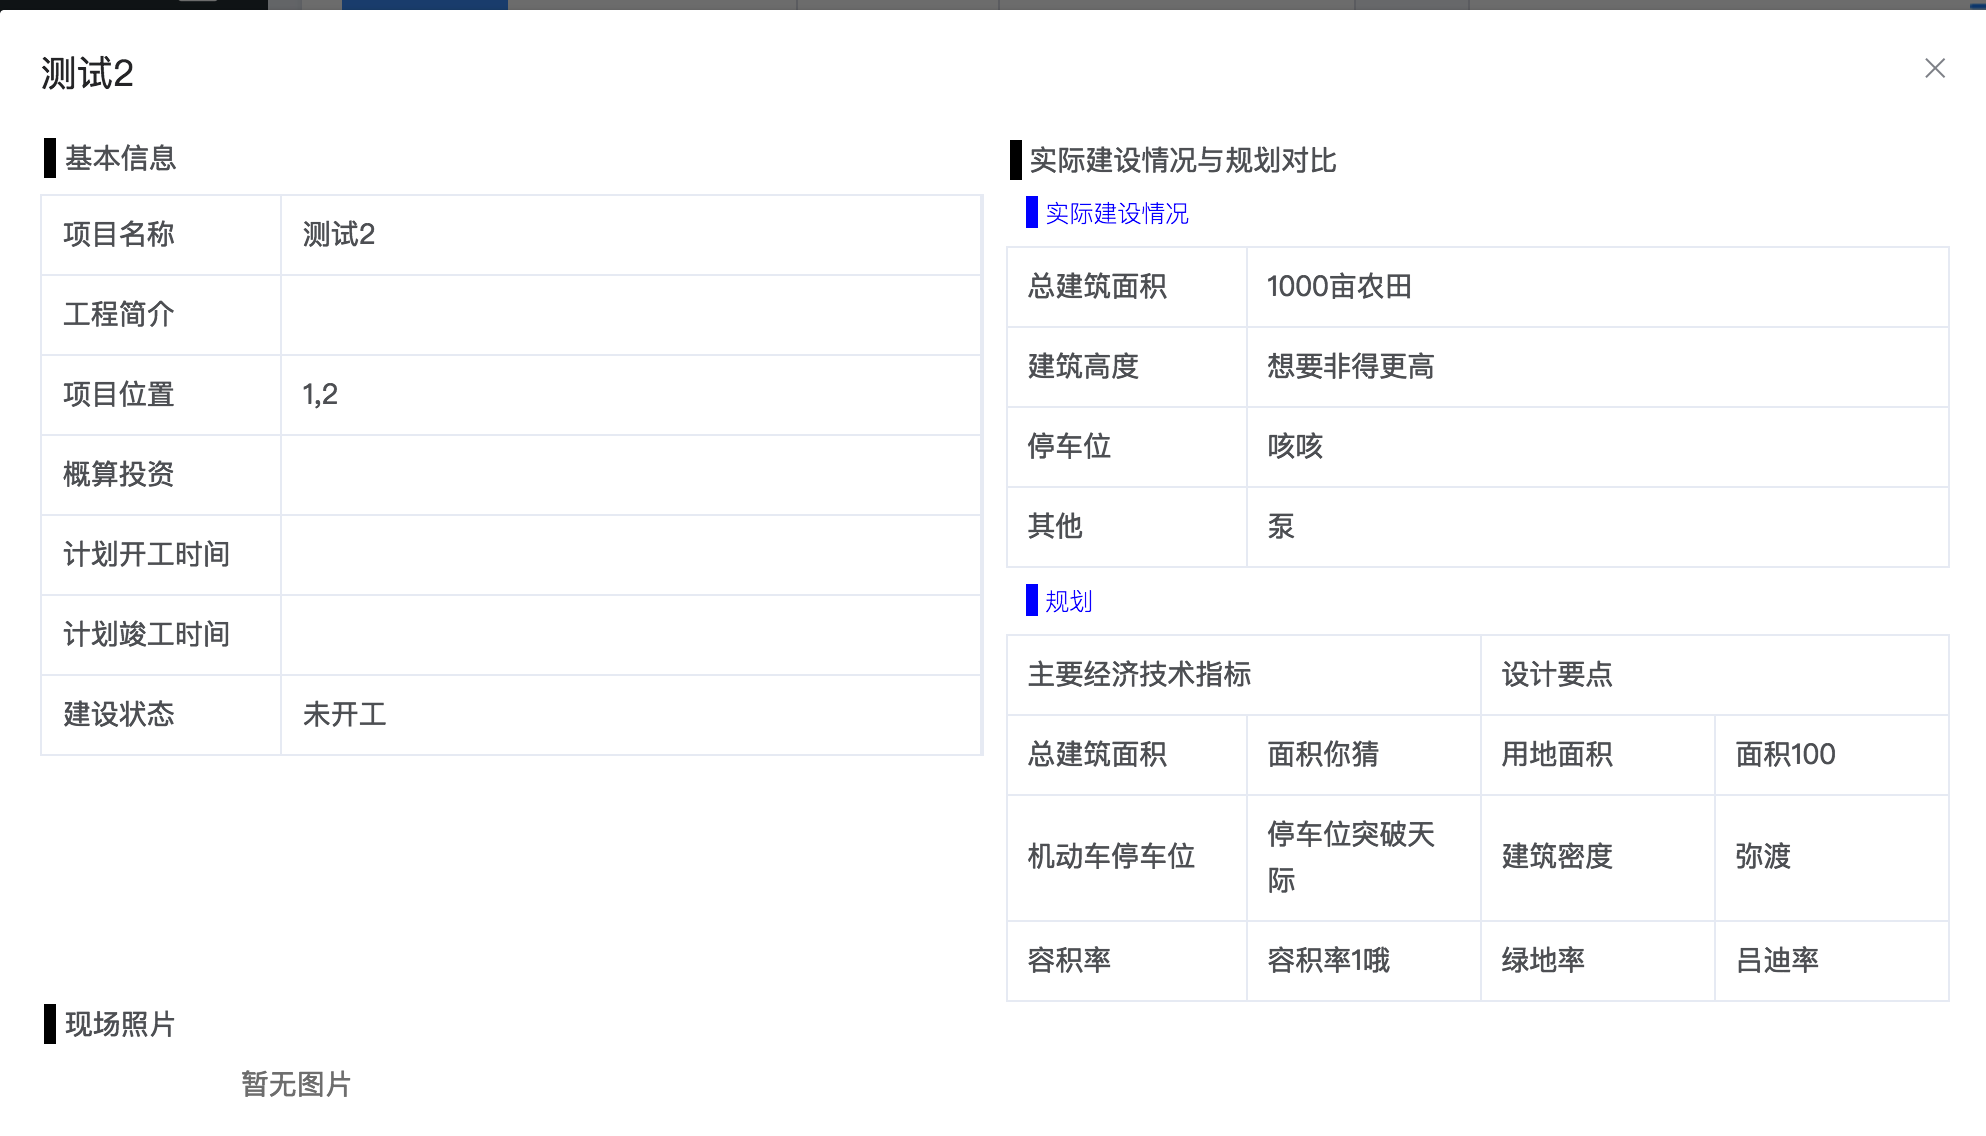 测试2
基本信息
项目名称 测试2
工程简介
项目位置 1,2
概算投资
计划开工时间
计划竣工时间
建设状态 未开工
现场照片
暂无图片
实际建设情况与规划对比
实际建设情况
总建筑面积 1000亩农田
建筑高度 想要非得更高
停车位 咳咳
其他 泵
规划
主要经济技术指标 设计要点
总建筑面积 面积你猜 用地面积 面积100
机动车停车位 停车位突破天
际 建筑密度 弥渡
容积率 容积率1哦 绿地率 吕迪率